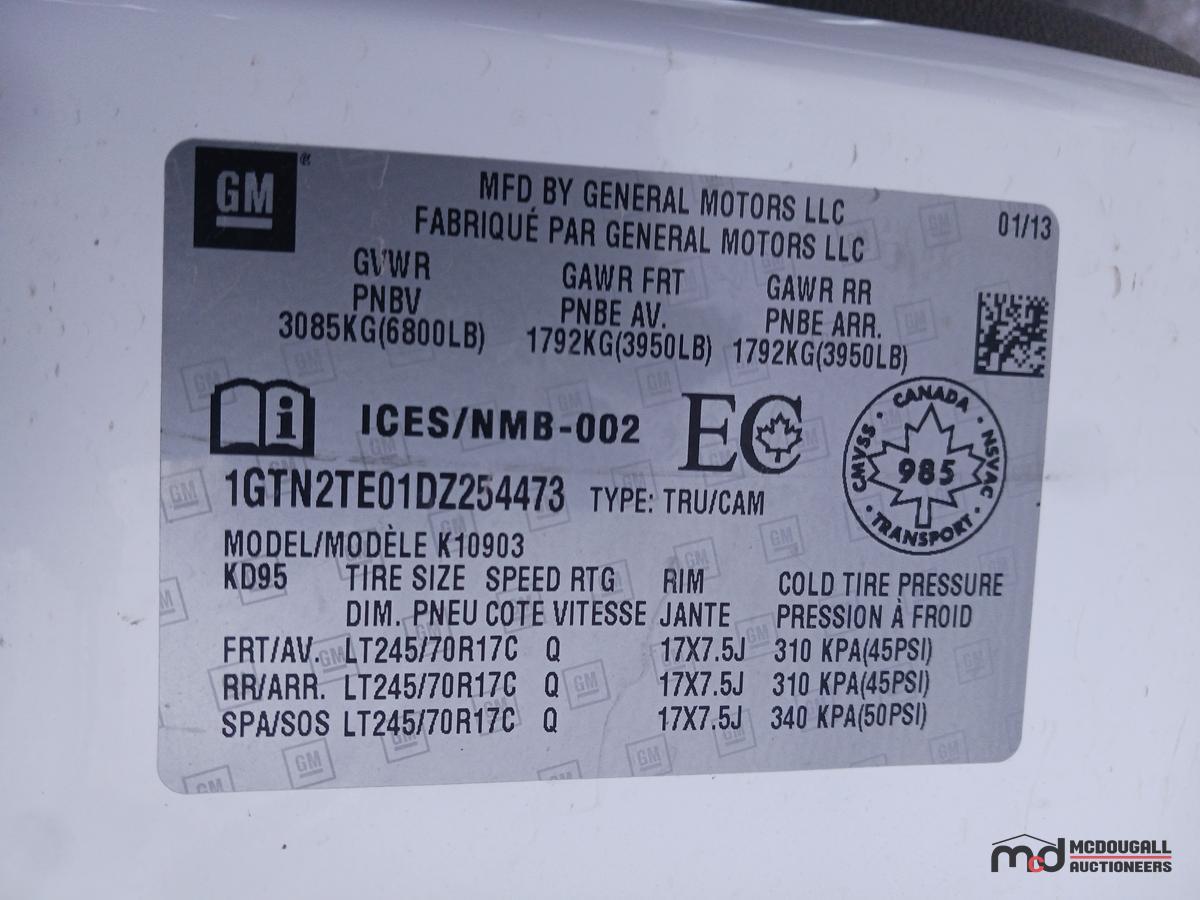 GM
MFD BY GENERAL MOTORS LLC
FABRIQUÉ PAR GENERAL MOTORS LLC
01/13
GVWR
PNBV
3085KG(6800LB)
GAWR FRT
PNBE AV.
1792KG(3950LB)
GAWR RR
PNBE ARR.
1792KG(3950LB)
i
ICES/NMB-002
EC
CANADA
CMVSS · NSVAC
985
TRANSPORT
1GTN2TE01DZ254473 TYPE: TRU/CAM
MODEL/MODÈLE K10903
KD95 TIRE SIZE SPEED RTG RIM COLD TIRE PRESSURE
DIM. PNEU COTE VITESSE JANTE PRESSION À FROID
FRT/AV. LT245/70R17C Q 17X7.5J 310 KPA(45PSI)
RR/ARR. LT245/70R17C Q 17X7.5J 310 KPA(45PSI)
SPA/SOS LT245/70R17C Q 17X7.5J 340 KPA(50PSI)
mcd MCDOUGALL
AUCTIONEERS